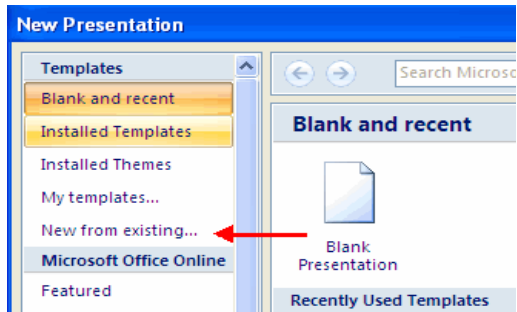 New Presentation
Templates
Blank and recent
Installed Templates
Installed Themes
My templates...
New from existing...
Microsoft Office Online
Featured
Search
Blank and recent
Blank
Presentation
Recently Used Templates